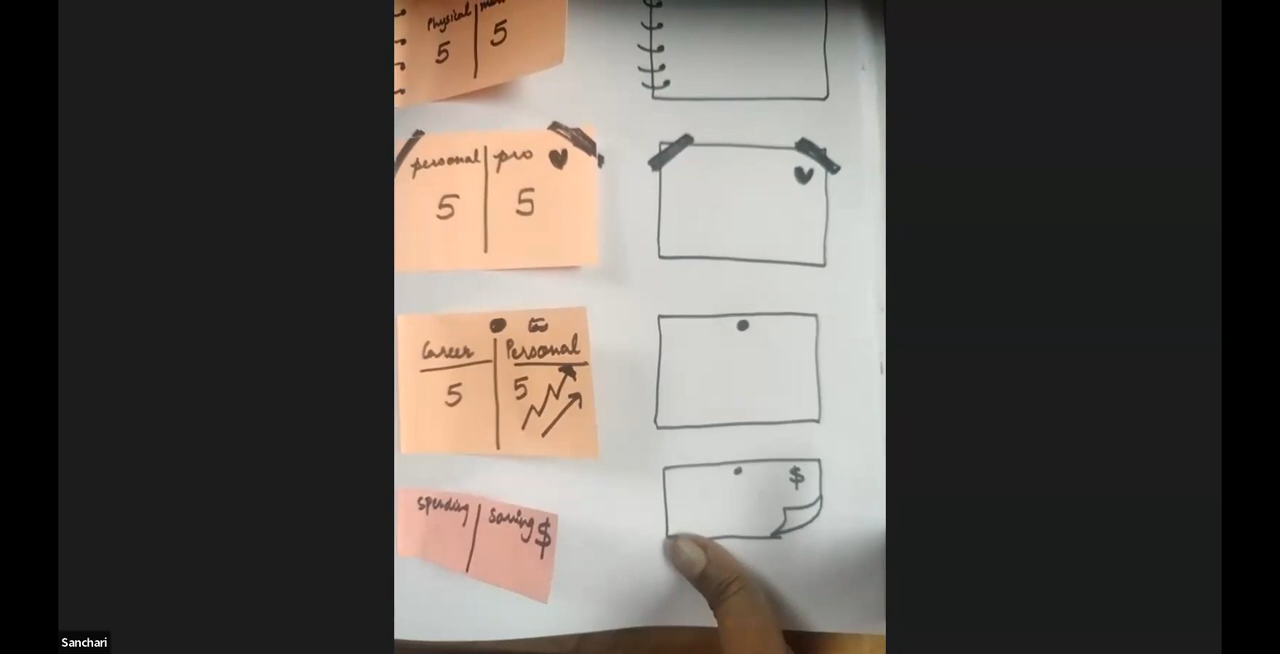 Physical
5 5
personal pro
5 5
Career Personal
5 5
spending saving $
$
Sanchari